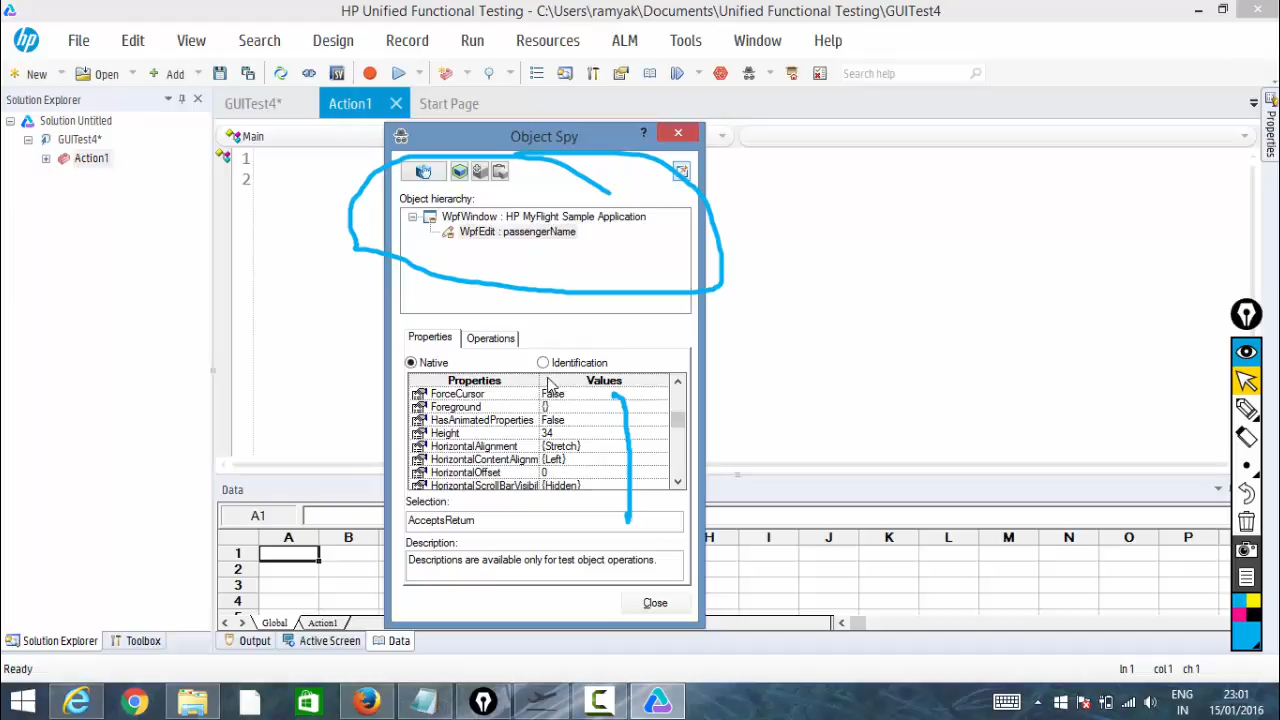 HP Unified Functional Testing - C:\Users\ramyak\Documents\Unified Functional Testing\GUITest4
hp File Edit View Search Design Record Run Resources ALM Tools Window Help
New Open Add Search help
Solution Explorer
GUITest4* Action1 Start Page
Solution Untitled
GUITest4*
Action1
Main
1
2
Properties
Object Spy ?
Object hierarchy:
WpfWindow : HP MyFlight Sample Application
WpfEdit : passengerName
Properties Operations
Native Identification
Properties Values
ForceCursor False
Foreground {}
HasAnimatedProperties False
Height 34
HorizontalAlignment {Stretch}
HorizontalContentAlignm {Left}
HorizontalOffset 0
HorizontalScrollBarVisibil {Hidden}
Selection:
AcceptsReturn
Description:
Descriptions are available only for test object operations.
Close
Data
A1
A B H I J K L M N O P
1
2
3
4
Global Action1
Solution Explorer Toolbox Output Active Screen Data
Ready ln 1 col 1 ch 1
ENG
IN
23:01
15/01/2016